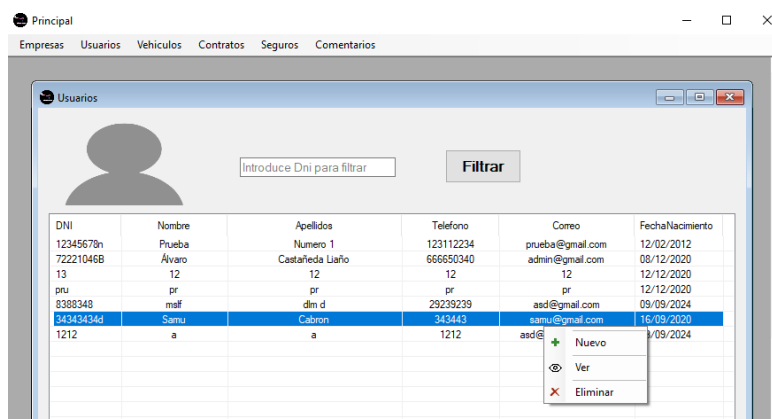 Principal
Empresas Usuarios Vehiculos Contratos Seguros Comentarios
Usuarios
Introduce Dni para filtrar Filtrar
DNI Nombre Apellidos Telefono Correo FechaNacimiento
12345678n Prueba Numero 1 123112234 prueba@gmail.com 12/02/2012
72221046B Álvaro Castañeda Liaño 666650340 admin@gmail.com 08/12/2020
13 12 12 12 12 12/12/2020
pru pr pr pr pr 12/12/2020
8388348 mslf dlm d 29239239 asd@gmail.com 09/09/2024
34343434d Samu Cabron 343443 samu@gmail.com 16/09/2020
1212 a a 1212 asd@ /09/2024
Nuevo
Ver
Eliminar